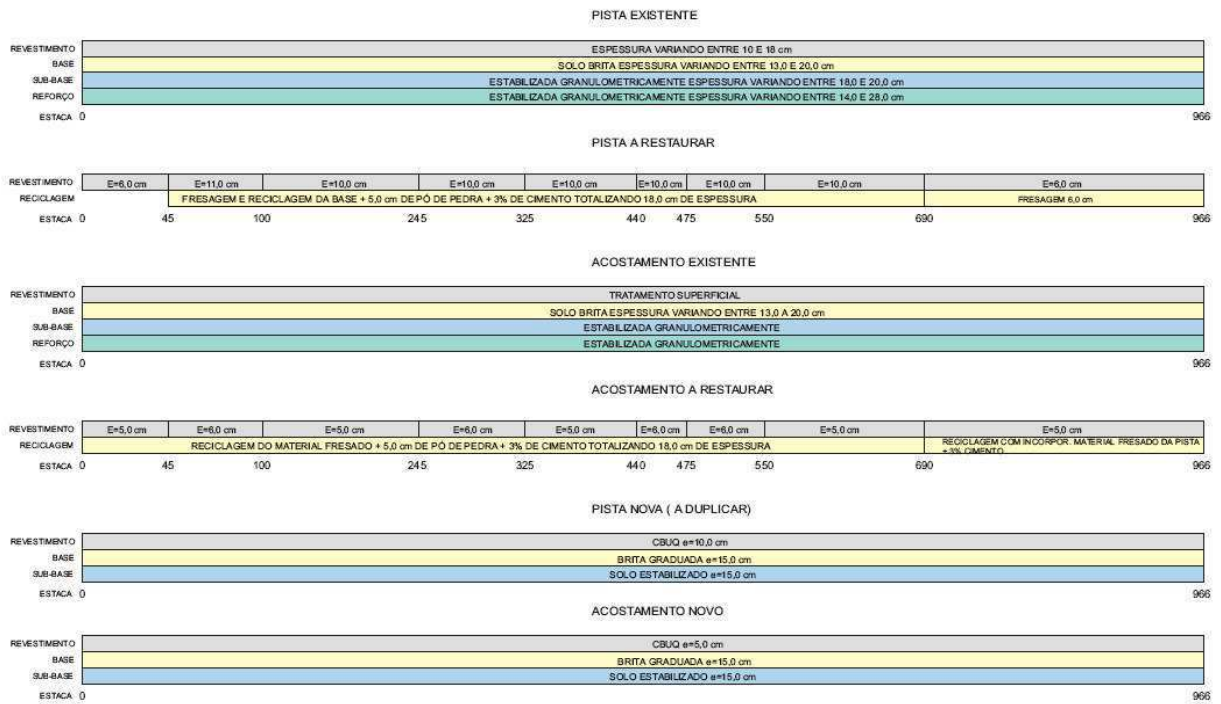 PISTA EXISTENTE
REVESTIMENTO ESPESSURA VARIANDO ENTRE 10 E 18 cm
BASE SOLO BRITA ESPESSURA VARIANDO ENTRE 13,0 E 20,0 cm
SUB-BASE ESTABILIZADA GRANULOMETRICAMENTE ESPESSURA VARIANDO ENTRE 18,0 E 20,0 cm
REFORÇO ESTABILIZADA GRANULOMETRICAMENTE ESPESSURA VARIANDO ENTRE 14,0 E 28,0 cm
ESTACA 0 966
PISTA A RESTAURAR
REVESTIMENTO E=6,0 cm E=11,0 cm E=10,0 cm E=10,0 cm E=10,0 cm E=10,0 cm E=10,0 cm E=10,0 cm E=6,0 cm
RECICLAGEM FRESAGEM E RECICLAGEM DA BASE + 5,0 cm DE PÓ DE PEDRA + 3% DE CIMENTO TOTALIZANDO 18,0 cm DE ESPESSURA FRESAGEM 6,0 cm
ESTACA 0 45 100 245 325 440 475 550 690 966
ACOSTAMENTO EXISTENTE
REVESTIMENTO TRATAMENTO SUPERFICIAL
BASE SOLO BRITA ESPESSURA VARIANDO ENTRE 13,0 A 20,0 cm
SUB-BASE ESTABILIZADA GRANULOMETRICAMENTE
REFORÇO ESTABILIZADA GRANULOMETRICAMENTE
ESTACA 0 966
ACOSTAMENTO A RESTAURAR
REVESTIMENTO E=5,0 cm E=6,0 cm E=5,0 cm E=6,0 cm E=5,0 cm E=6,0 cm E=6,0 cm E=5,0 cm E=5,0 cm
RECICLAGEM RECICLAGEM DO MATERIAL FRESADO + 5,0 cm DE PÓ DE PEDRA + 3% DE CIMENTO TOTALIZANDO 18,0 cm DE ESPESSURA RECICLAGEM COM INCORPOR. MATERIAL FRESADO DA PISTA
+ 3% CIMENTO
ESTACA 0 45 100 245 325 440 475 550 690 966
PISTA NOVA ( A DUPLICAR)
REVESTIMENTO CBUQ e=10,0 cm
BASE BRITA GRADUADA e=15,0 cm
SUB-BASE SOLO ESTABILIZADO e=15,0 cm
ESTACA 0 966
ACOSTAMENTO NOVO
REVESTIMENTO CBUQ e=5,0 cm
BASE BRITA GRADUADA e=15,0 cm
SUB-BASE SOLO ESTABILIZADO e=15,0 cm
ESTACA 0 966